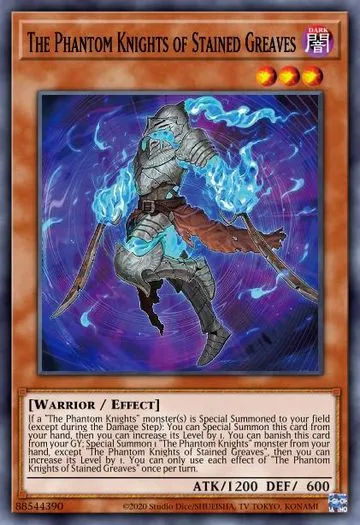 The Phantom Knights of Stained Greaves
DARK
闇
[Warrior / Effect]
If a "The Phantom Knights" monster(s) is Special Summoned to your field
(except during the Damage Step): You can Special Summon this card from
your hand, then you can increase its Level by 1. You can banish this card
from your GY; Special Summon 1 "The Phantom Knights" monster from your
hand, except "The Phantom Knights of Stained Greaves", then you can
increase its Level by 1. You can only use each effect of "The Phantom
Knights of Stained Greaves" once per turn.
ATK/1200 DEF/ 600
88544390 ©2020 Studio Dice/SHUEISHA, TV TOKYO, KONAMI